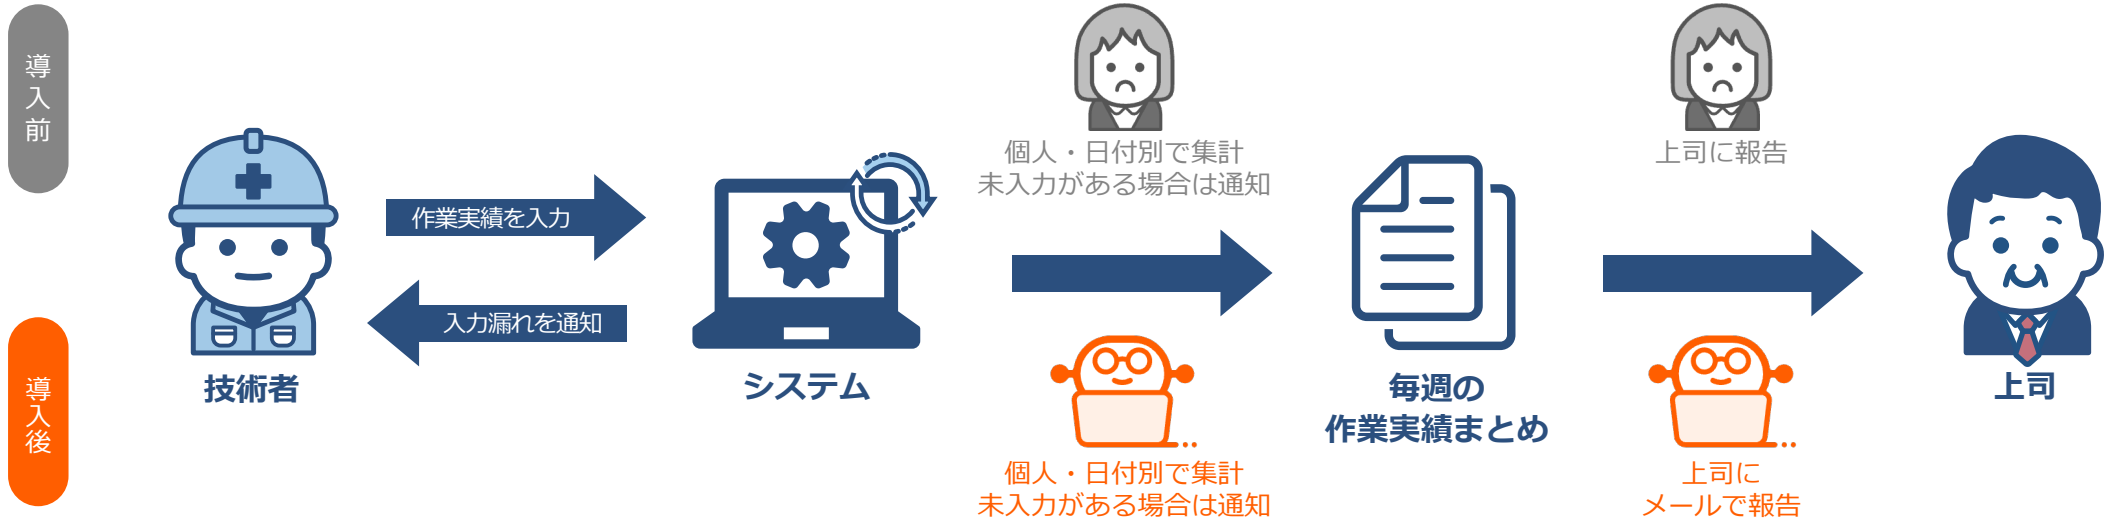 導入前
個人・日付別で集計
未入力がある場合は通知
上司に報告
作業実績を入力
入力漏れを通知
技術者
システム
毎週の
作業実績まとめ
上司
導入後
個人・日付別で集計
未入力がある場合は通知
上司に
メールで報告